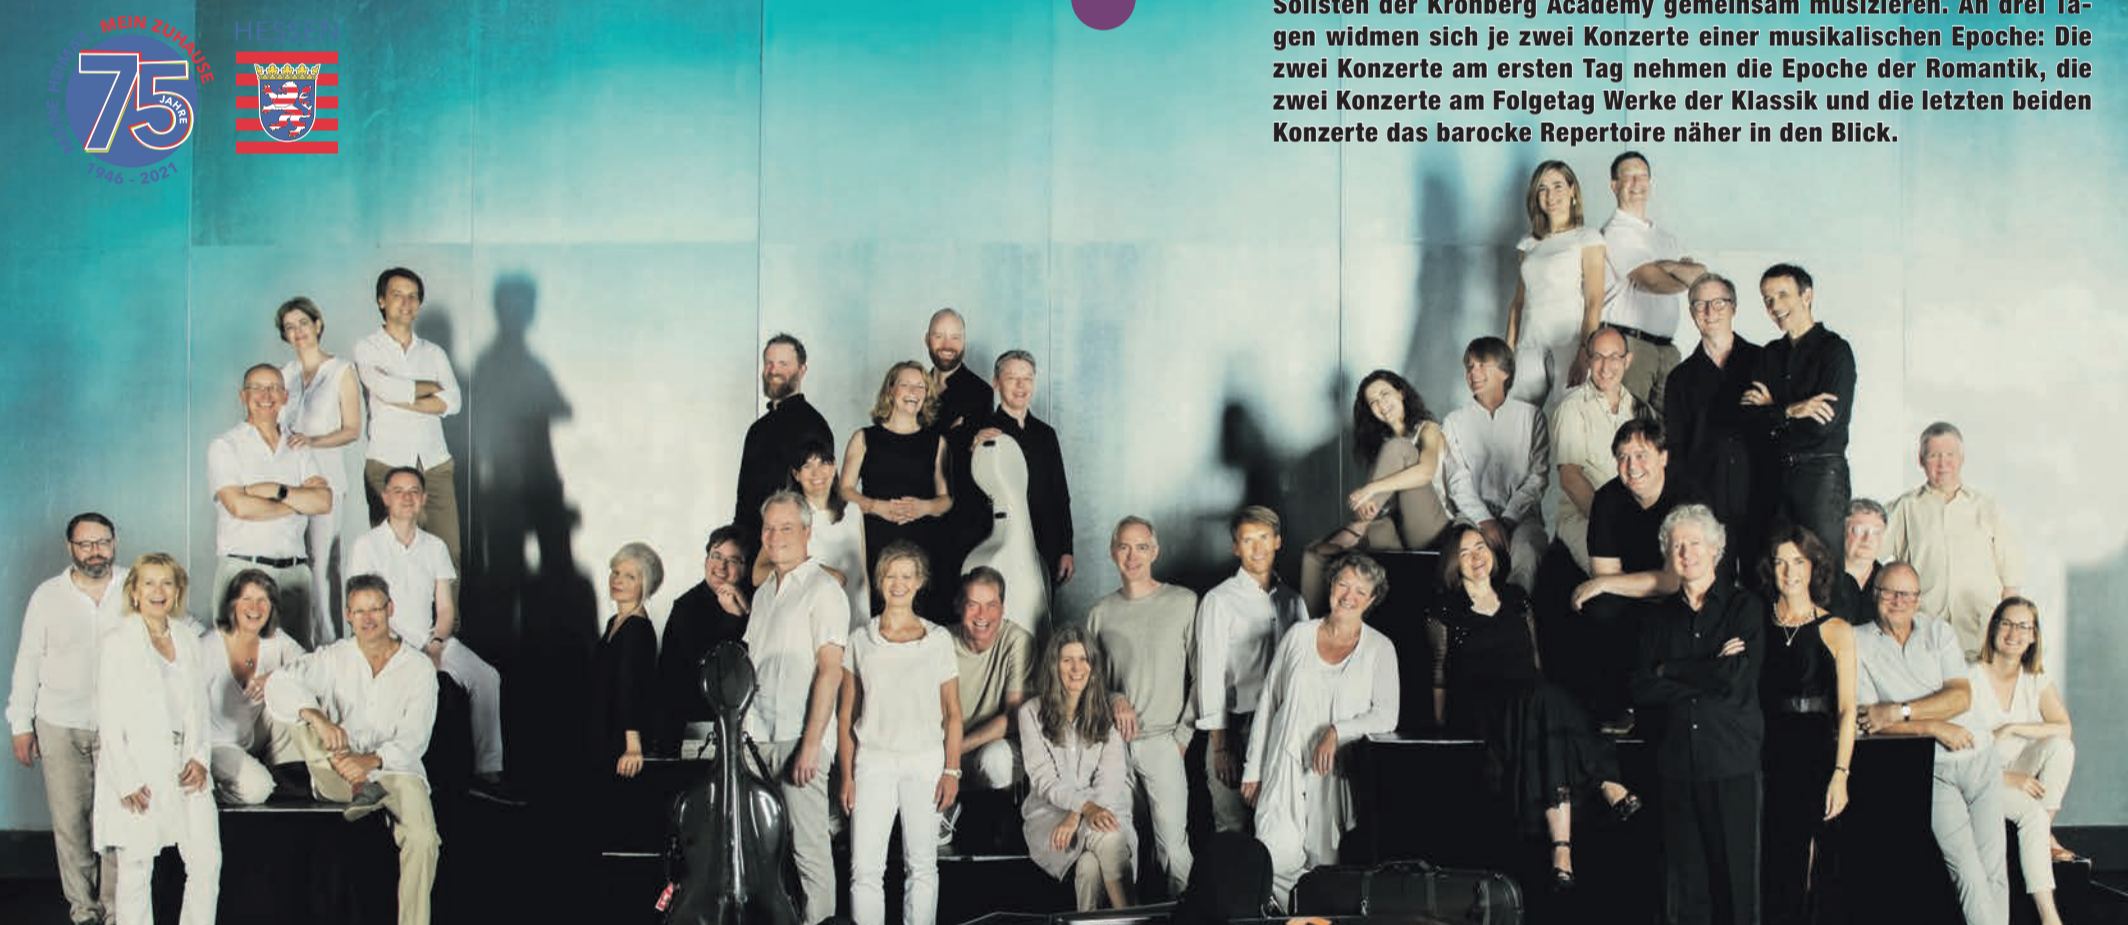 MEINE HEIMAT - MEIN ZUHAUSE
75
JAHRE
1946 - 2021
HESSEN
Solisten der Kronberg Academy gemeinsam musizieren. An drei Ta-
gen widmen sich je zwei Konzerte einer musikalischen Epoche: Die
zwei Konzerte am ersten Tag nehmen die Epoche der Romantik, die
zwei Konzerte am Folgetag Werke der Klassik und die letzten beiden
Konzerte das barocke Repertoire näher in den Blick.